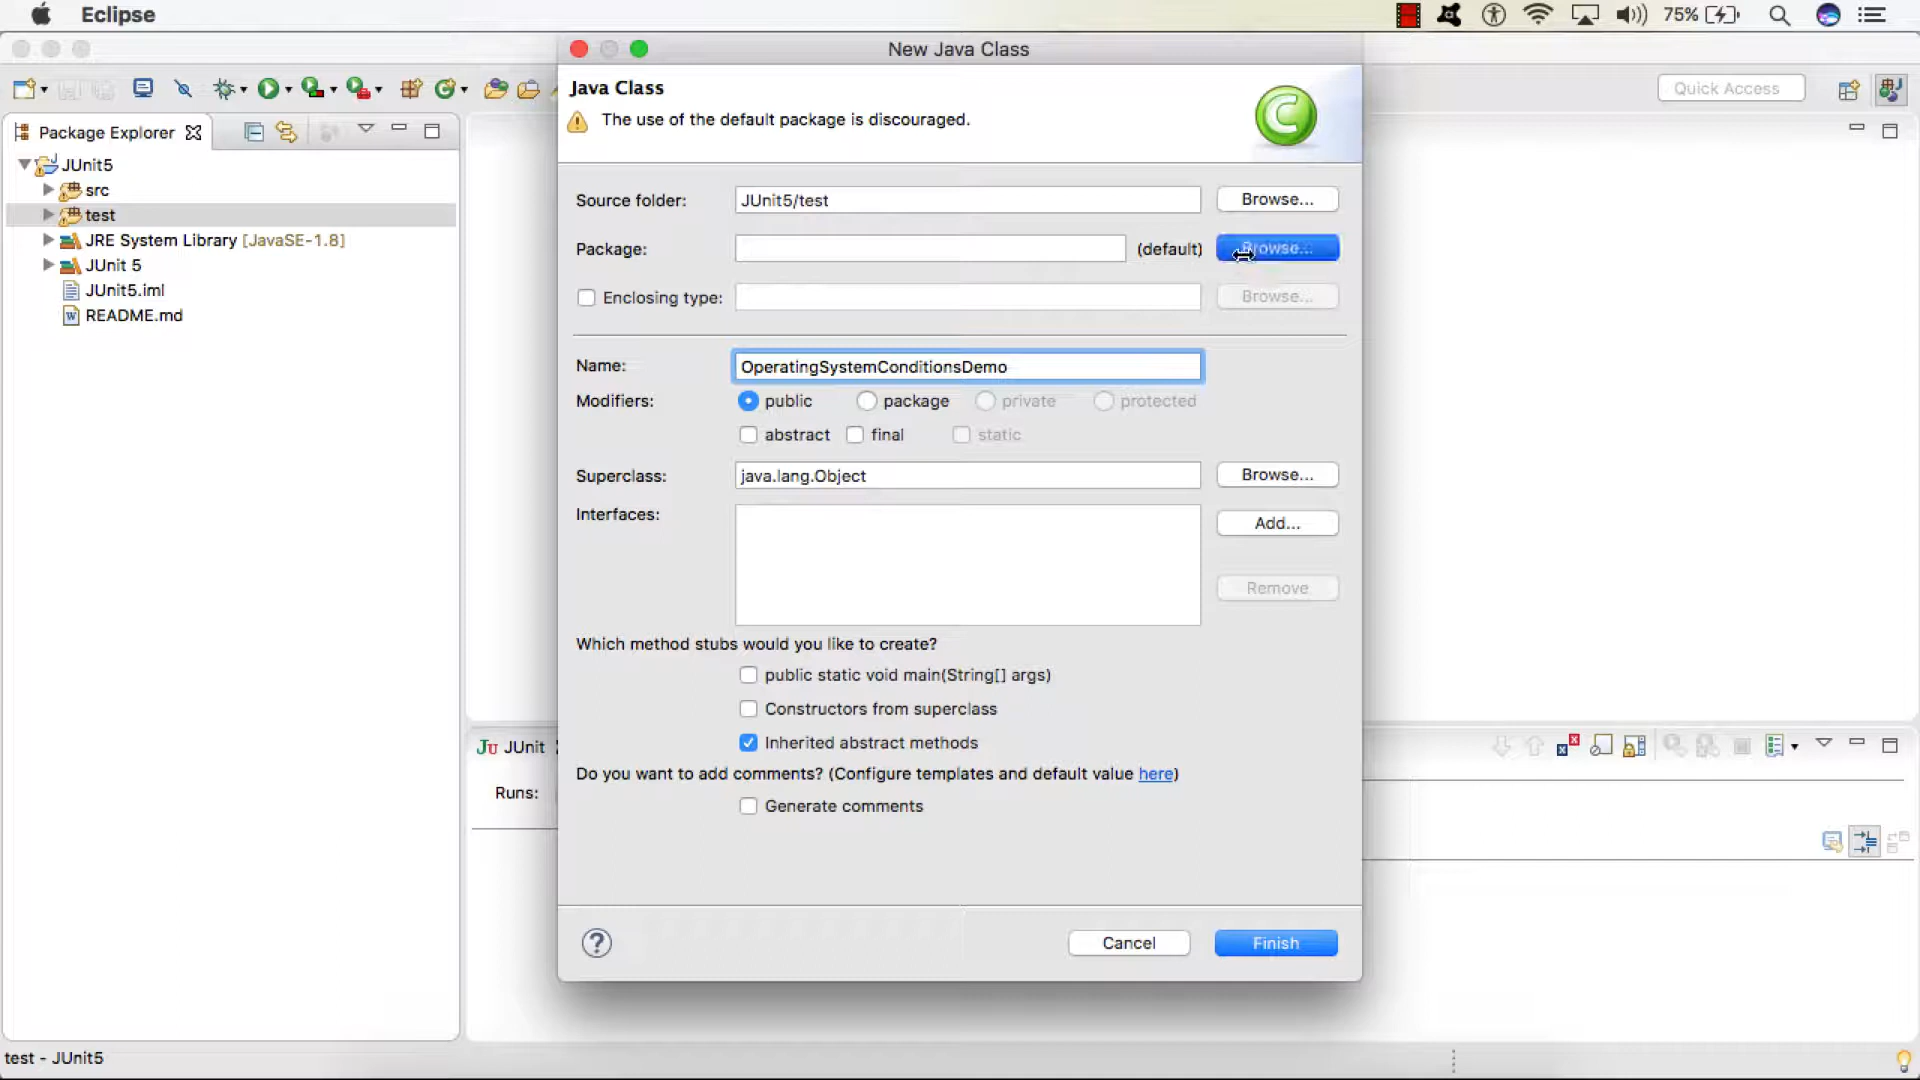 Eclipse
75%
New Java Class
Java Class
The use of the default package is discouraged.
Quick Access
Package Explorer
JUnit5
src
test
JRE System Library [JavaSE-1.8]
JUnit 5
JUnit5.iml
README.md
Source folder: JUnit5/test Browse...
Package: (default) Browse...
Enclosing type: Browse...
Name: OperatingSystemConditionsDemo
Modifiers: public package private protected
abstract final static
Superclass: java.lang.Object Browse...
Interfaces: Add...
Remove
Which method stubs would you like to create?
public static void main(String[] args)
Constructors from superclass
Inherited abstract methods
Do you want to add comments? (Configure templates and default value here)
Generate comments
Cancel Finish
JU JUnit
Runs:
test - JUnit5